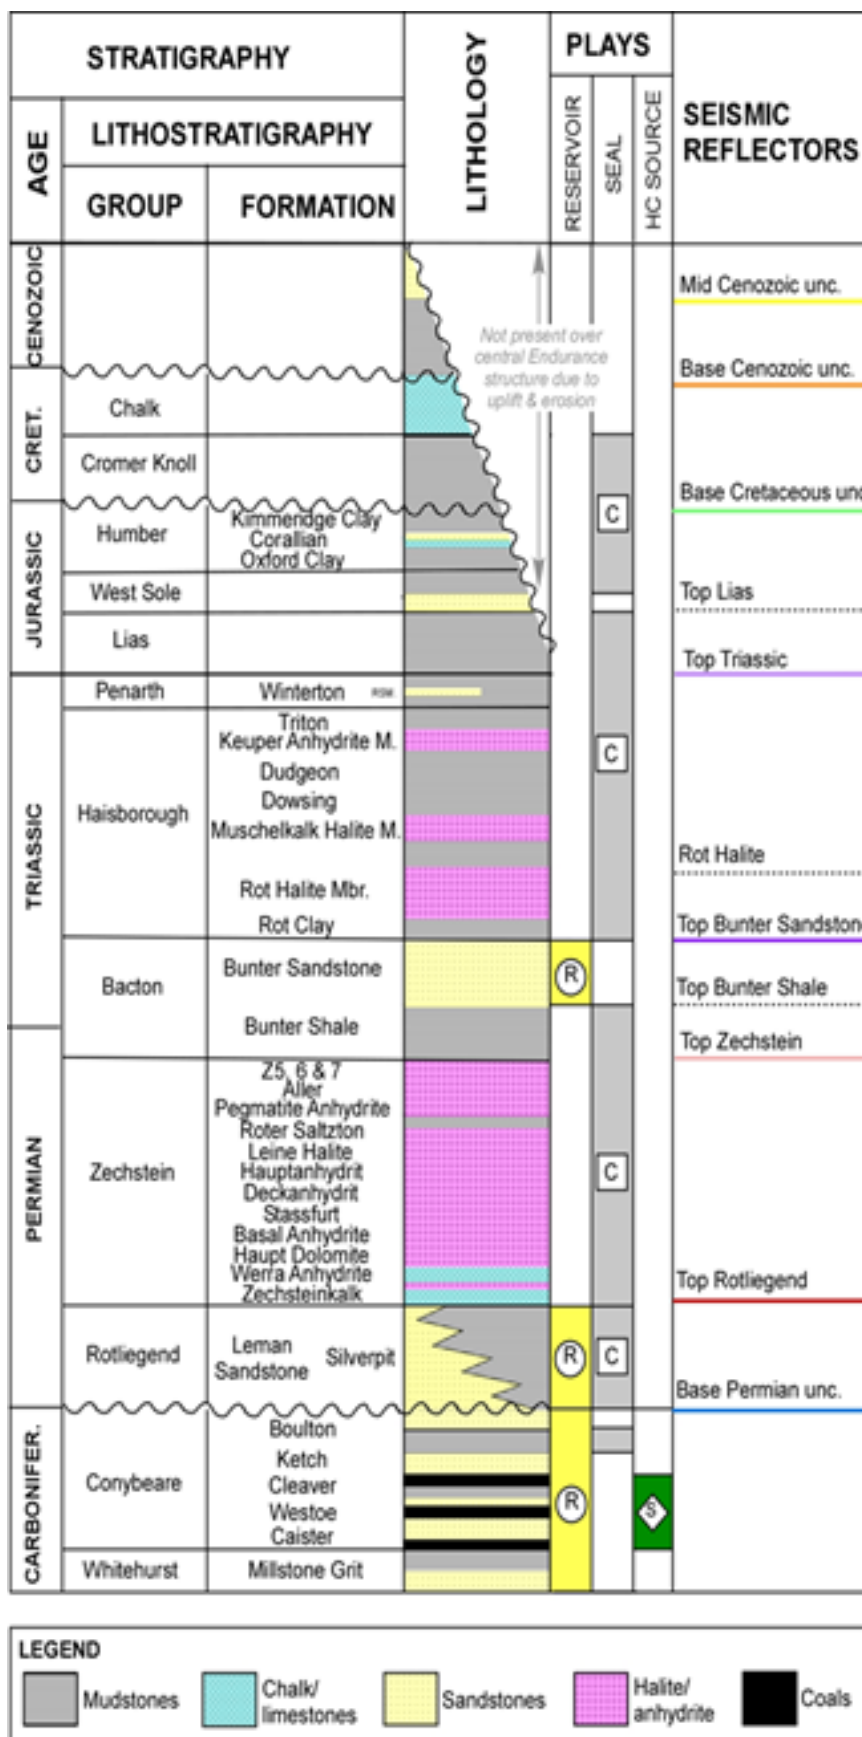 STRATIGRAPHY
LITHOLOGY
PLAYS
SEISMIC
REFLECTORS
AGE
LITHOSTRATIGRAPHY
GROUP
FORMATION
RESERVOIR
SEAL
HC SOURCE
CENOZOIC
Not present over
central Endurance
structure due to
uplift & erosion
Mid Cenozoic unc.
Base Cenozoic unc.
CRET.
Chalk
Cromer Knoll
C
Base Cretaceous unc
JURASSIC
Humber
Kimmendge Clay
Corallian
Oxford Clay
West Sole
Top Lias
Lias
Top Triassic
TRIASSIC
Penarth
Winterton
RSM.
Haisborough
Triton
Keuper Anhydrite M.
C
Dudgeon
Dowsing
Muschelkalk Halite M.
Rot Halite
Rot Halite Mbr.
Rot Clay
Top Bunter Sandston
Bacton
Bunter Sandstone
R
Top Bunter Shale
Bunter Shale
Top Zechstein
PERMIAN
Zechstein
Z5, 6 & 7
Aller
Pegmatite Anhydrite
Roter Saltzton
Leine Halite
Hauptanhydrit
Deckanhydrit
Stassfurt
Basal Anhydrite
Haupt Dolomite
Werra Anhydrite
Zechsteinkalk
C
Top Rotliegend
Rotliegend
Leman
Sandstone
Silverpit
R
C
Base Permian unc.
CARBONIFER.
Conybeare
Boulton
Ketch
Cleaver
Westoe
Caister
R
S
Whitehurst
Millstone Grit
LEGEND
Mudstones
Chalk/
limestones
Sandstones
Halite/
anhydrite
Coals